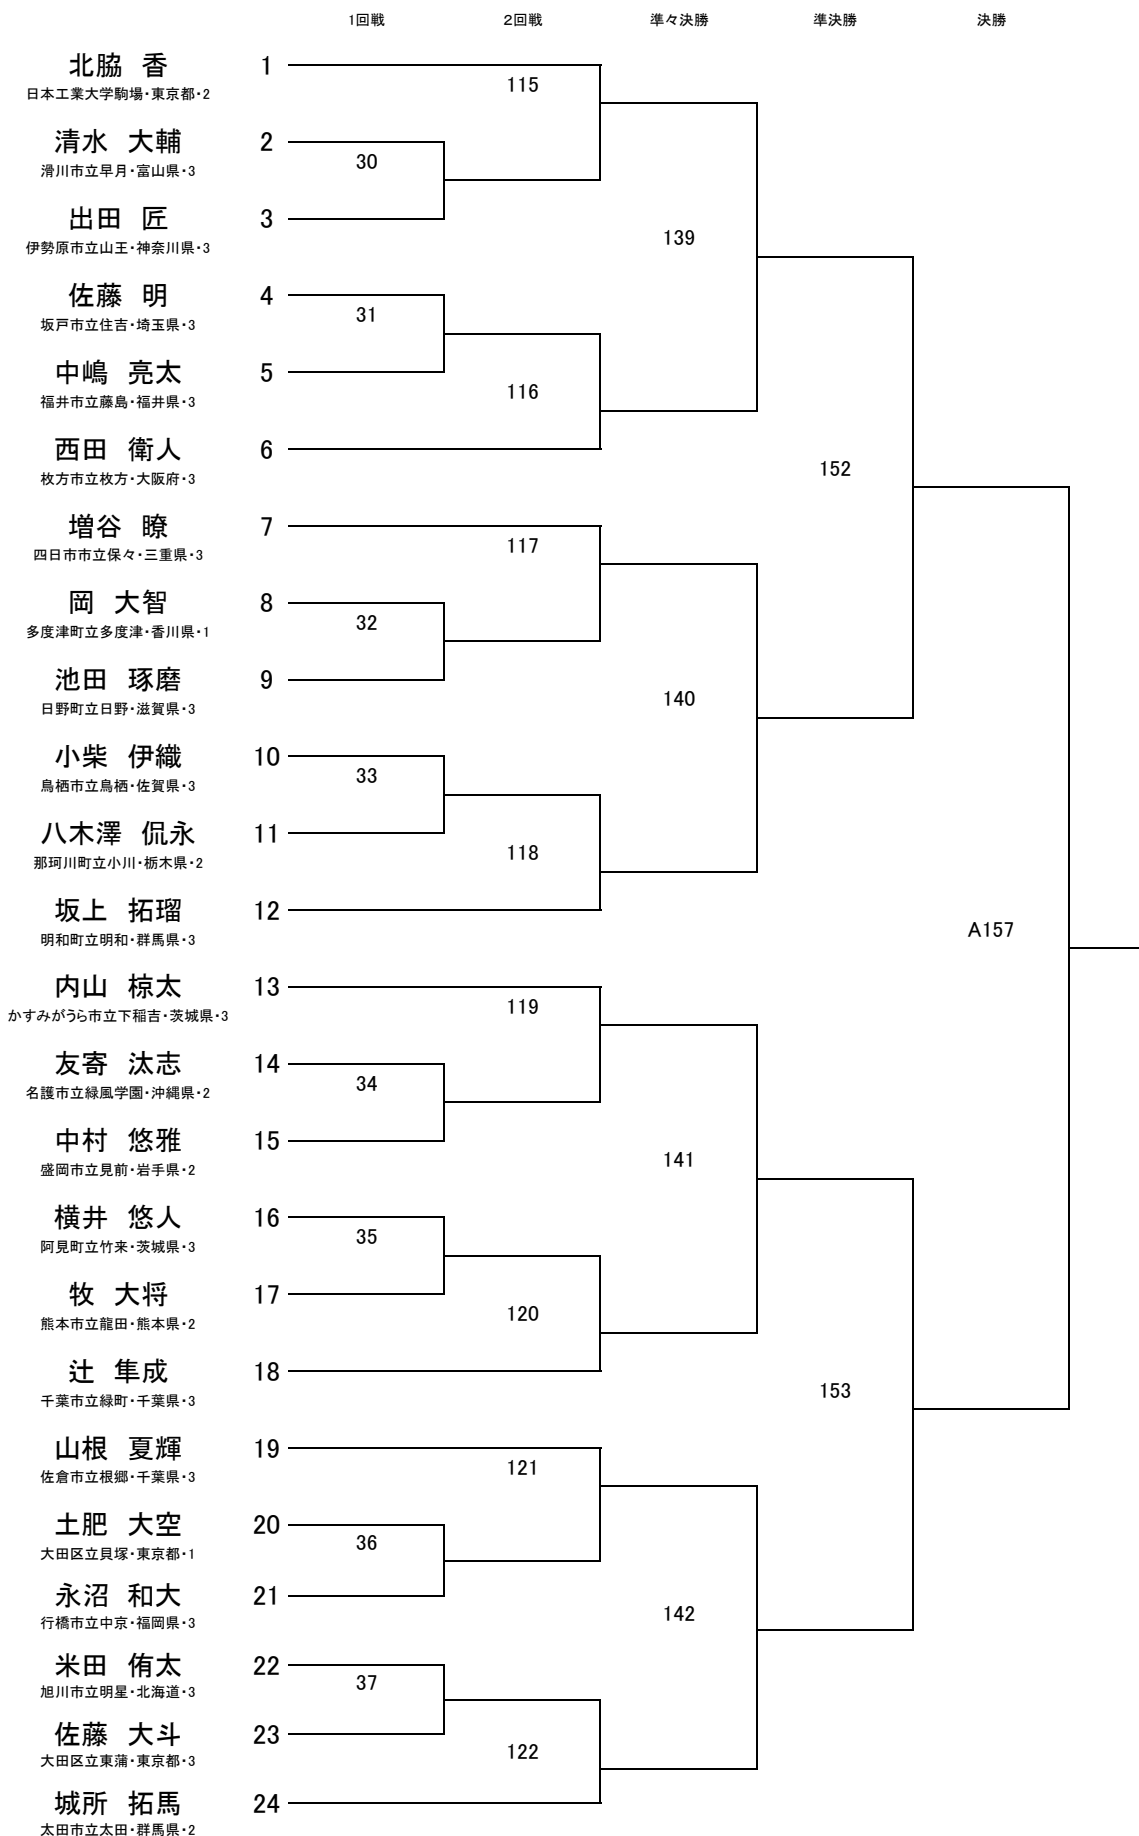 1回戦 2回戦 準々決勝 準決勝 決勝
北脇 香 1
日本工業大学駒場・東京都・2
115
清水 大輔 2
滑川市立早月・富山県・3
30
出田 匠 3
伊勢原市立山王・神奈川県・3
139
佐藤 明 4
坂戸市立住吉・埼玉県・3
31
中嶋 亮太 5
福井市立藤島・福井県・3
116
西田 衛人 6
枚方市立枚方・大阪府・3
152
増谷 瞭 7
四日市市立保々・三重県・3
117
岡 大智 8
多度津町立多度津・香川県・1
32
池田 琢磨 9
日野町立日野・滋賀県・3
140
小柴 伊織 10
鳥栖市立鳥栖・佐賀県・3
33
八木澤 侃永 11
那珂川町立小川・栃木県・2
118
坂上 拓瑠 12
明和町立明和・群馬県・3
A157
内山 椋太 13
かすみがうら市立下稲吉・茨城県・3
119
友寄 汰志 14
名護市立緑風学園・沖縄県・2
34
中村 悠雅 15
盛岡市立見前・岩手県・2
141
横井 悠人 16
阿見町立竹来・茨城県・3
35
牧 大将 17
熊本市立龍田・熊本県・2
120
辻 隼成 18
千葉市立緑町・千葉県・3
153
山根 夏輝 19
佐倉市立根郷・千葉県・3
121
土肥 大空 20
大田区立貝塚・東京都・1
36
永沼 和大 21
行橋市立中京・福岡県・3
142
米田 侑太 22
旭川市立明星・北海道・3
37
佐藤 大斗 23
大田区立東蒲・東京都・3
122
城所 拓馬 24
太田市立太田・群馬県・2